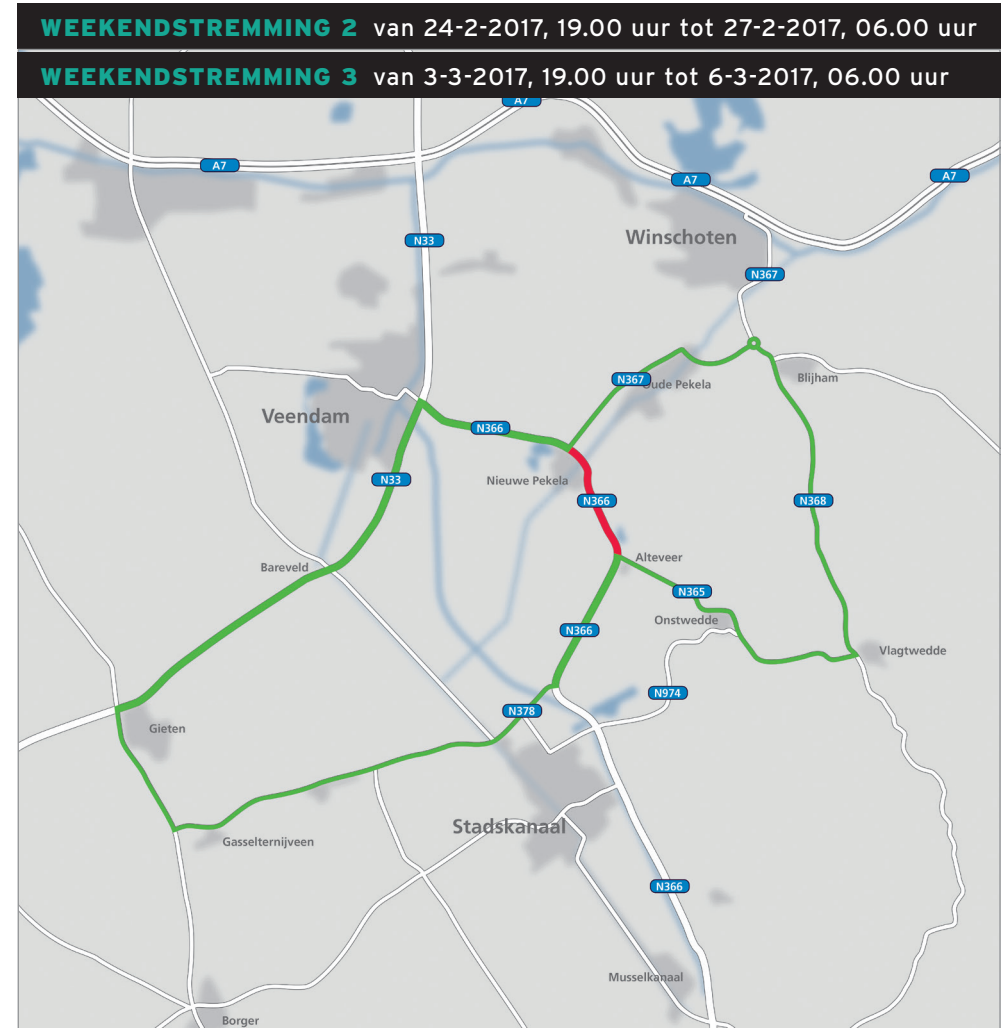 WEEKENDSTREMMING 2 van 24-2-2017, 19.00 uur tot 27-2-2017, 06.00 uur
WEEKENDSTREMMING 3 van 3-3-2017, 19.00 uur tot 6-3-2017, 06.00 uur
A7
A7
A7
A7
N33
Winschoten
N367
N367
Oude Pekela
Blijham
Veendam
N366
N33
Nieuwe Pekela
N366
N368
Bareveld
Alteveer
N365
Onstwedde
N366
Vlagtwedde
N974
N378
Gieten
Stadskanaal
Gasselternijveen
N366
Musselkanaal
Borger